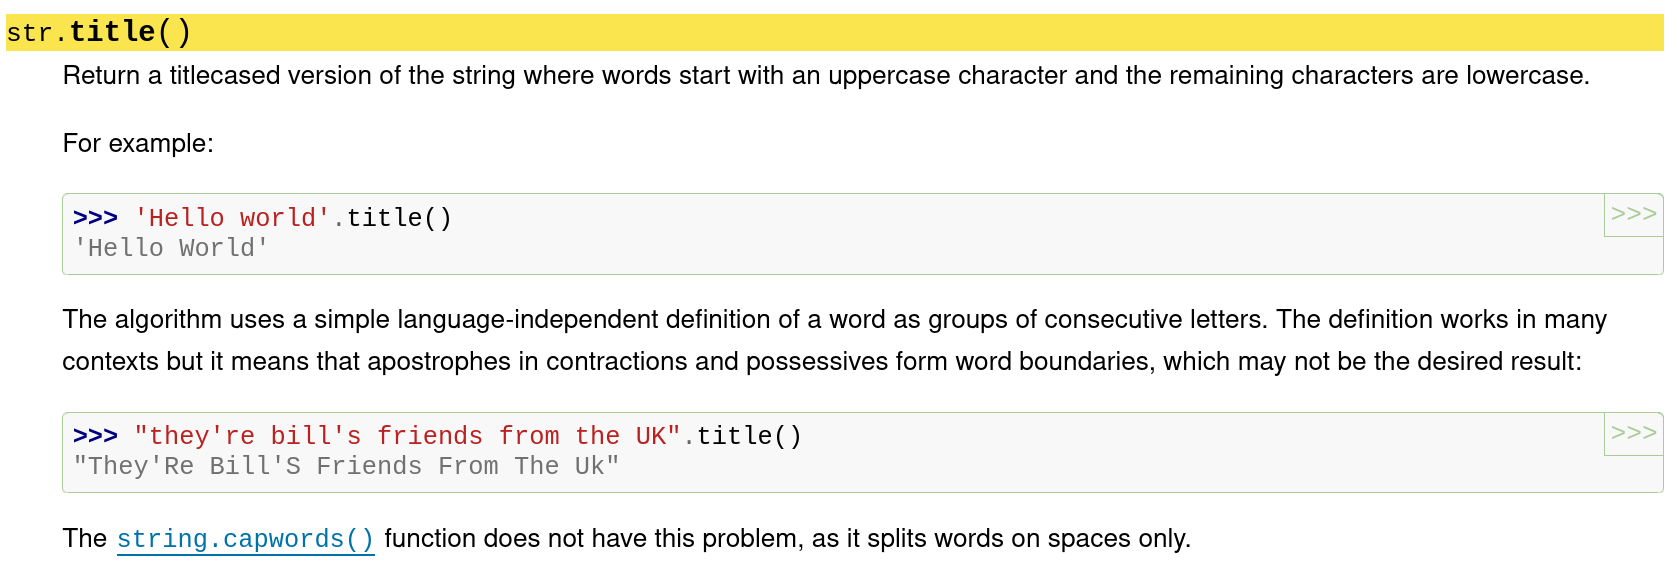 str.title()
Return a titlecased version of the string where words start with an uppercase character and the remaining characters are lowercase.
For example:
>>> 'Hello world'.title()
>>>
'Hello World'
The algorithm uses a simple language-independent definition of a word as groups of consecutive letters. The definition works in many
contexts but it means that apostrophes in contractions and possessives form word boundaries, which may not be the desired result:
>>> "they're bill's friends from the UK".title()
>>>
"They'Re Bill'S Friends From The Uk"
The string.capwords() function does not have this problem, as it splits words on spaces only.